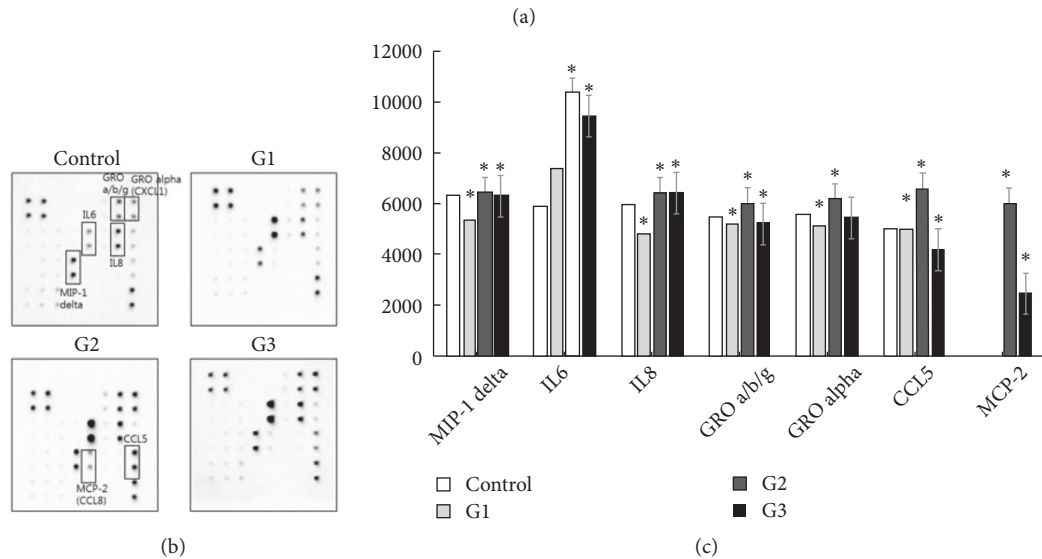 (a)
Control
GRO
a/b/g
GRO alpha
(CXCL1)
IL6
IL8
MIP-1
delta
G1
G2
CCL5
MCP-2
(CCL8)
G3
(b)
12000
10000
8000
6000
4000
2000
0
* * * * * * * * * * * * * * * * * *
MIP-1 delta
IL6
IL8
GRO a/b/g
GRO alpha
CCL5
MCP-2
Control
G1
G2
G3
(c)